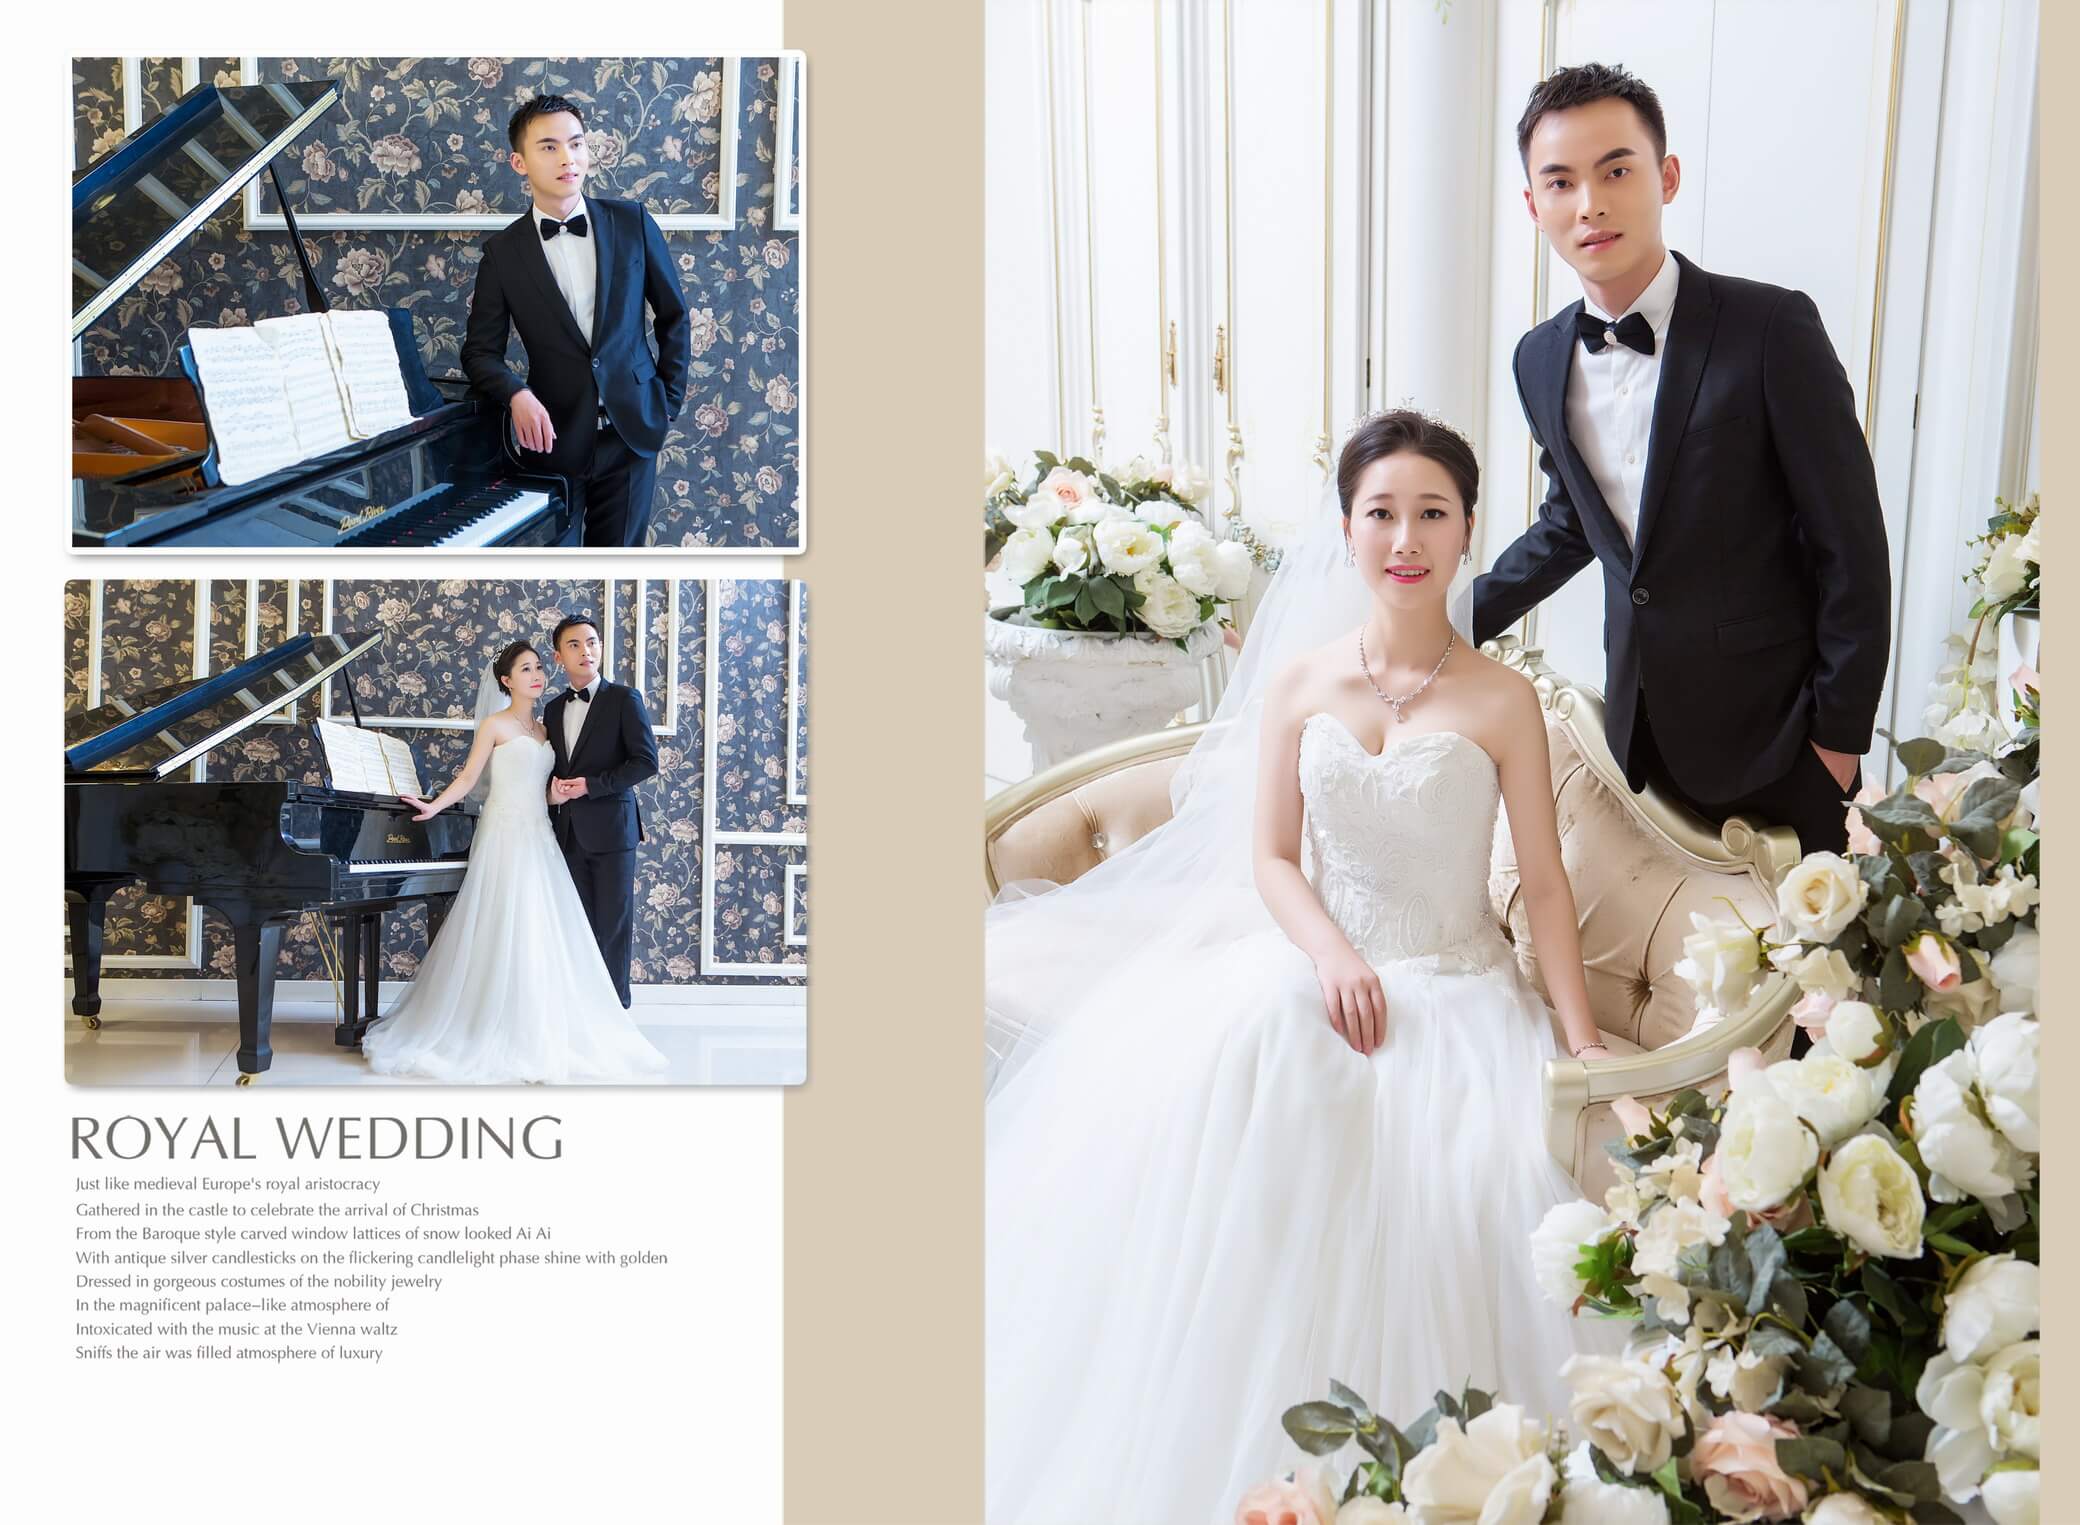 Pearl River
Pearl River
ROYAL WEDDING
Just like medieval Europe's royal aristocracy
Gathered in the castle to celebrate the arrival of Christmas
From the Baroque style carved window lattices of snow looked Ai Ai
With antique silver candlesticks on the flickering candlelight phase shine with golden
Dressed in gorgeous costumes of the nobility jewelry
In the magnificent palace-like atmosphere of
Intoxicated with the music at the Vienna waltz
Sniffs the air was filled atmosphere of luxury